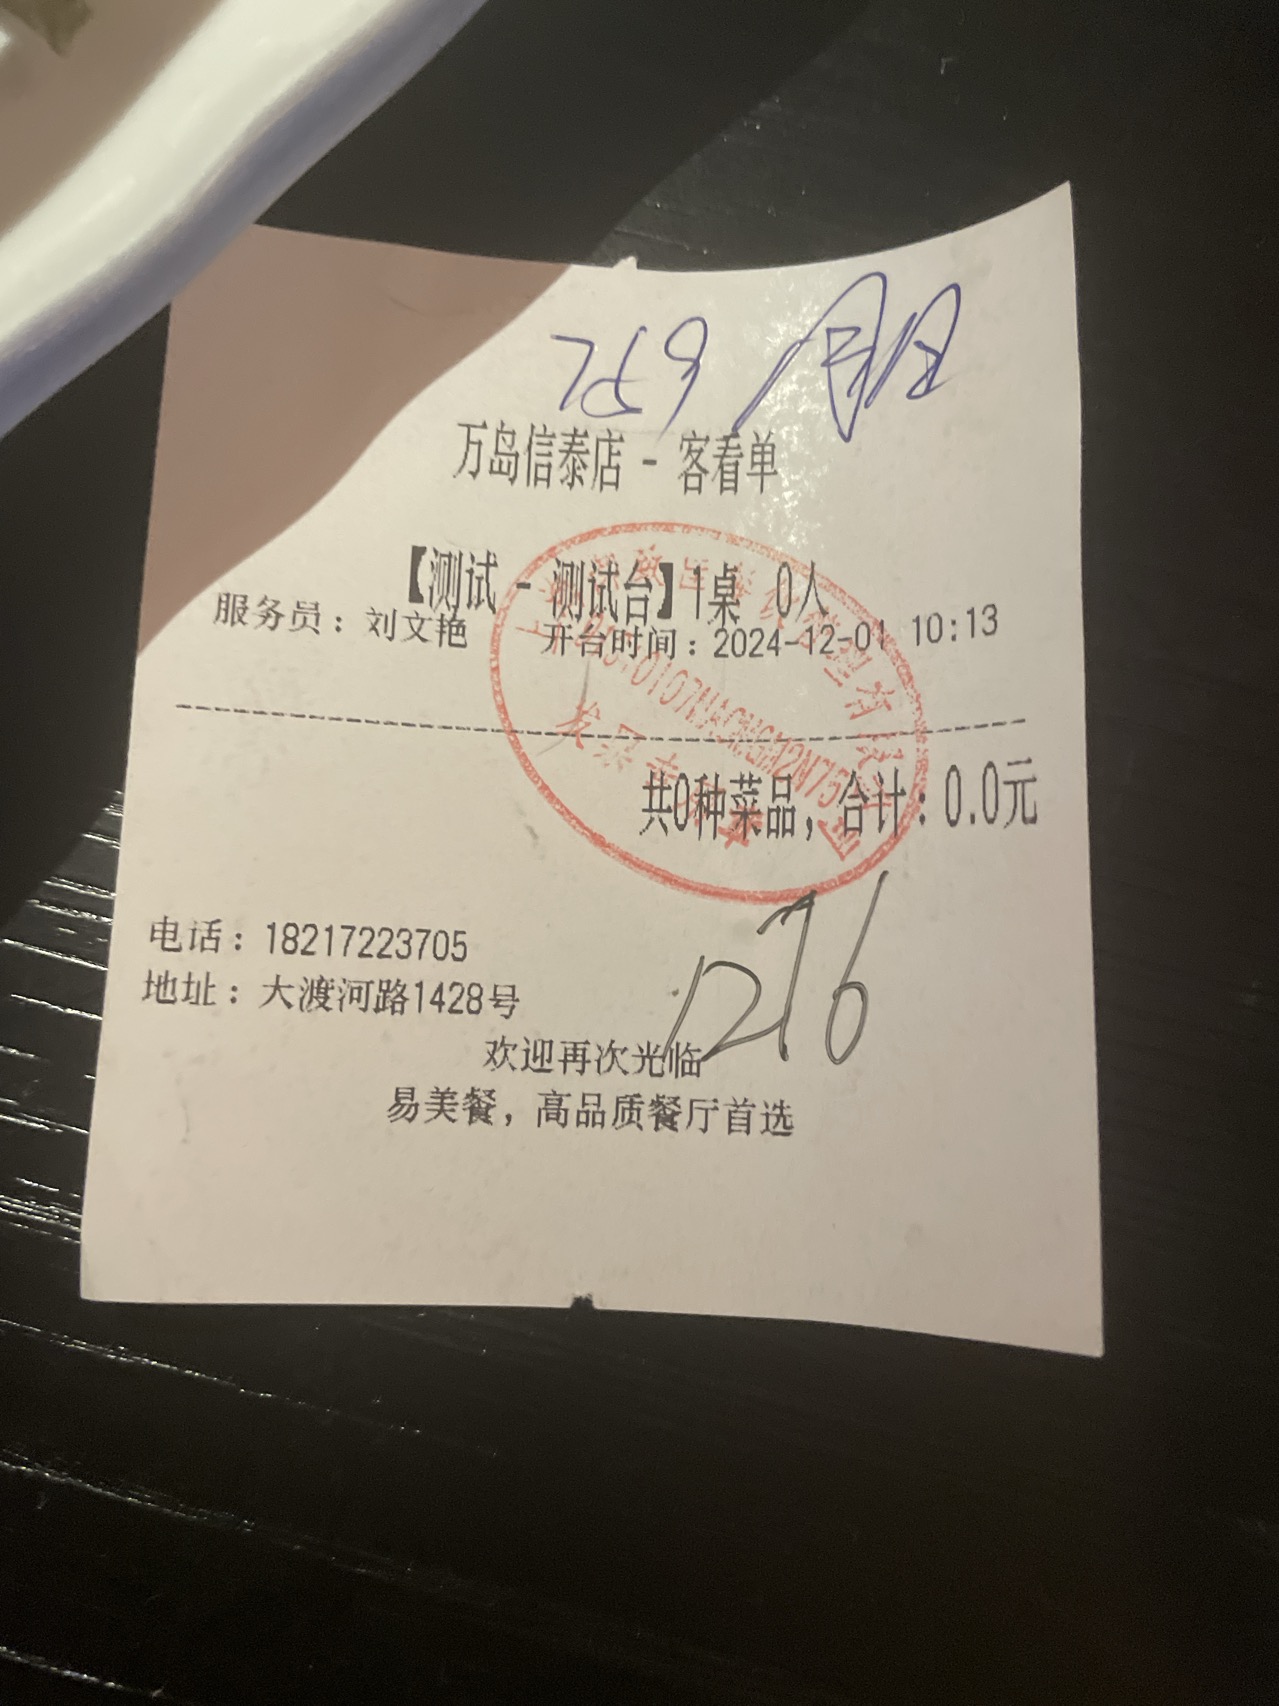 759
万岛信泰店 - 客看单
【测试 - 测试台】1桌 0人
服务员：刘文艳 开台时间：2024-12-01 10:13
共0种菜品，合计：0.0元
1276
电话：18217223705
地址：大渡河路1428号
欢迎再次光临
易美餐，高品质餐厅首选